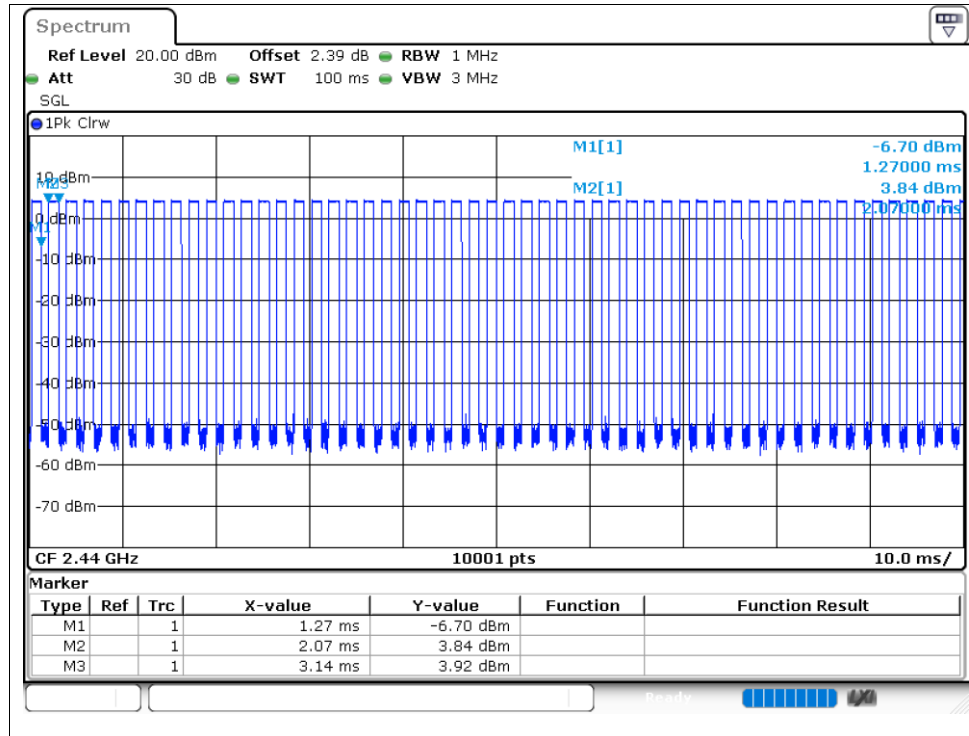 Spectrum
Ref Level 20.00 dBm Offset 2.39 dB RBW 1 MHz
Att 30 dB SWT 100 ms VBW 3 MHz
SGL
1Pk Clrw
M1[1] -6.70 dBm
1.27000 ms
10 dBm
M2[1] 3.84 dBm
2.07000 ms
M2 M3
0 dBm
M1
-10 dBm
-20 dBm
-30 dBm
-40 dBm
-50 dBm
-60 dBm
-70 dBm
CF 2.44 GHz 10001 pts 10.0 ms/
Marker
Type Ref Trc X-value Y-value Function Function Result
M1 1 1.27 ms -6.70 dBm
M2 1 2.07 ms 3.84 dBm
M3 1 3.14 ms 3.92 dBm
Ready